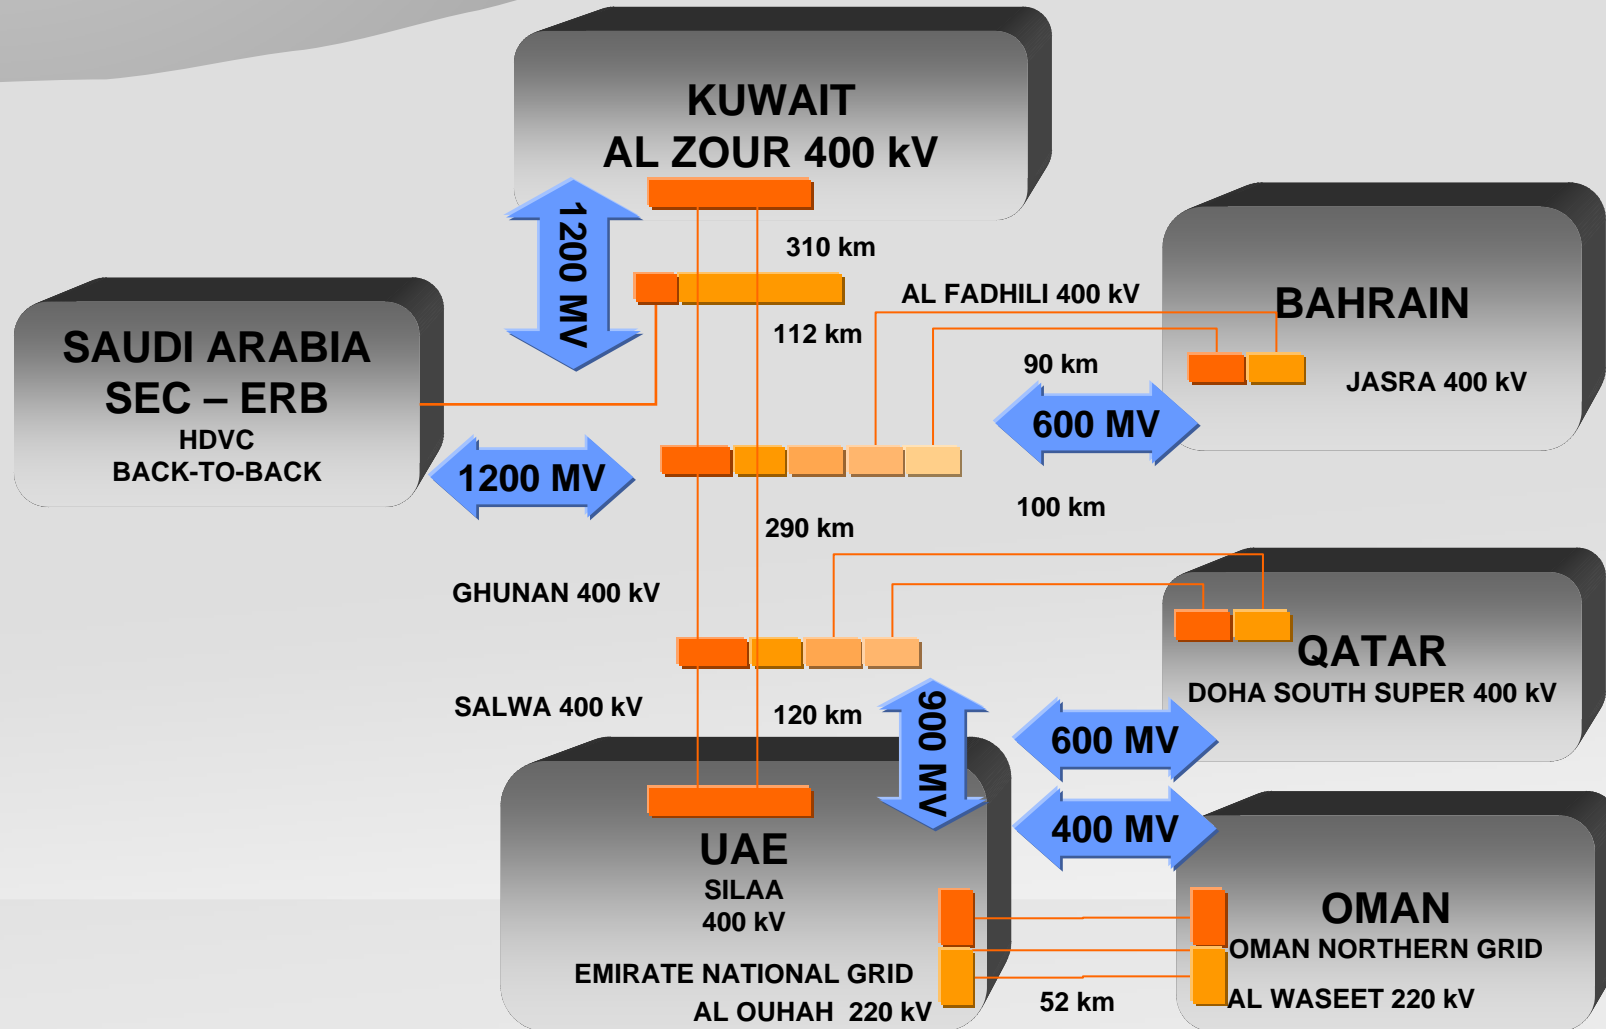 KUWAIT
AL ZOUR 400 kV
1200 MV
310 km
112 km
AL FADHILI 400 kV
BAHRAIN
JASRA 400 kV
90 km
600 MV
SAUDI ARABIA
SEC – ERB
HDVC
BACK-TO-BACK
1200 MV
100 km
290 km
GHUNAN 400 kV
QATAR
DOHA SOUTH SUPER 400 kV
SALWA 400 kV
120 km
900 MV
600 MV
400 MV
UAE
SILAA
400 kV
EMIRATE NATIONAL GRID
AL OUHAH 220 kV
52 km
OMAN
OMAN NORTHERN GRID
AL WASEET 220 kV